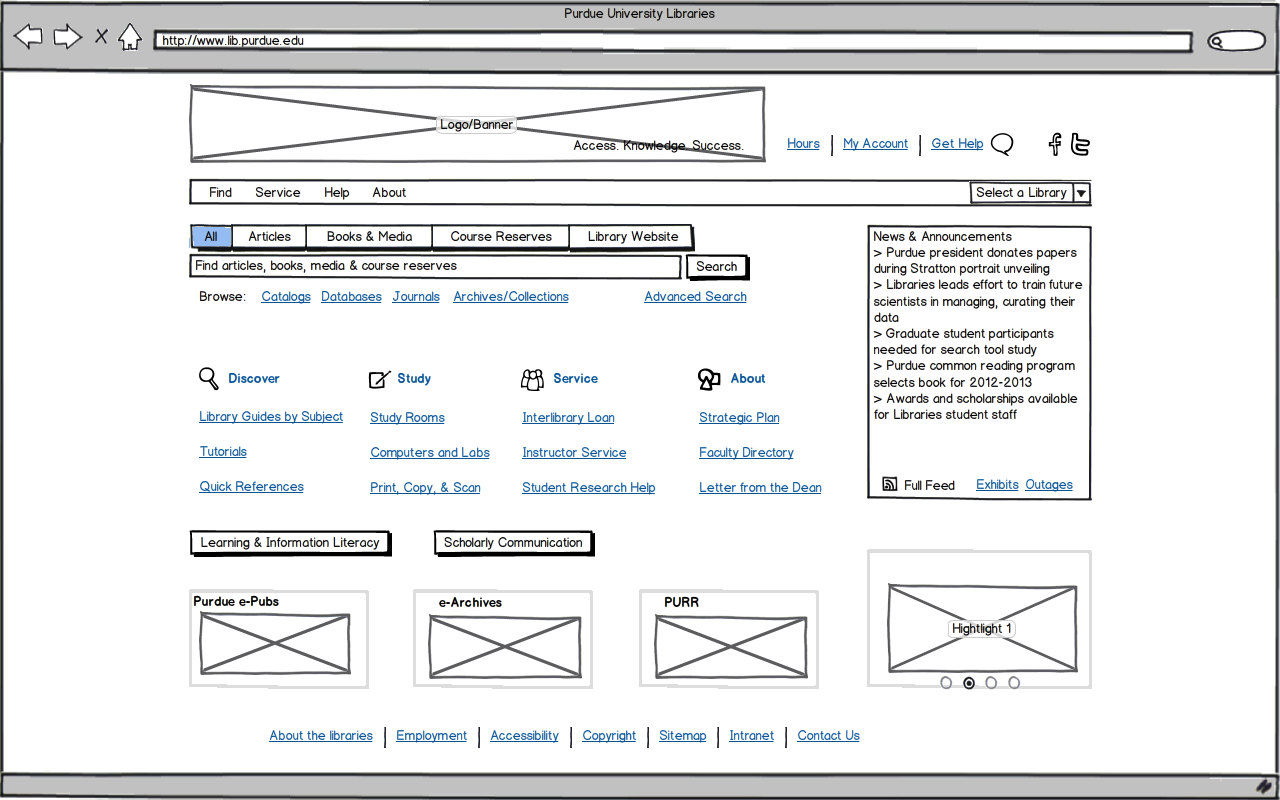 Purdue University Libraries
http://www.lib.purdue.edu
Logo/Banner
Access. Knowledge. Success.
Hours My Account Get Help
Find Service Help About Select a Library
All Articles Books & Media Course Reserves Library Website
Find articles, books, media & course reserves Search
Browse: Catalogs Databases Journals Archives/Collections Advanced Search
News & Announcements
> Purdue president donates papers
during Stratton portrait unveiling
> Libraries leads effort to train future
scientists in managing, curating their
data
> Graduate student participants
needed for search tool study
> Purdue common reading program
selects book for 2012-2013
> Awards and scholarships available
for Libraries student staff
Full Feed Exhibits Outages
Discover Study Service About
Library Guides by Subject Study Rooms Interlibrary Loan Strategic Plan
Tutorials Computers and Labs Instructor Service Faculty Directory
Quick References Print, Copy, & Scan Student Research Help Letter from the Dean
Learning & Information Literacy Scholarly Communication
Purdue e-Pubs e-Archives PURR
Hightlight 1
About the libraries Employment Accessibility Copyright Sitemap Intranet Contact Us